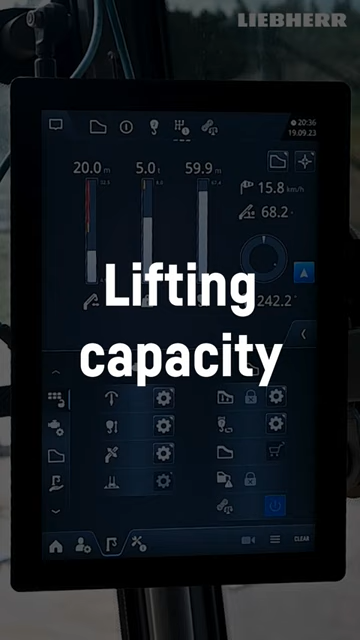 LIEBHERR
20:36
19.09.23
20.0 m
5.0 t
59.9 m
15.8 km/h
68.2 °
242.2 °
Lifting
capacity
CLEAR